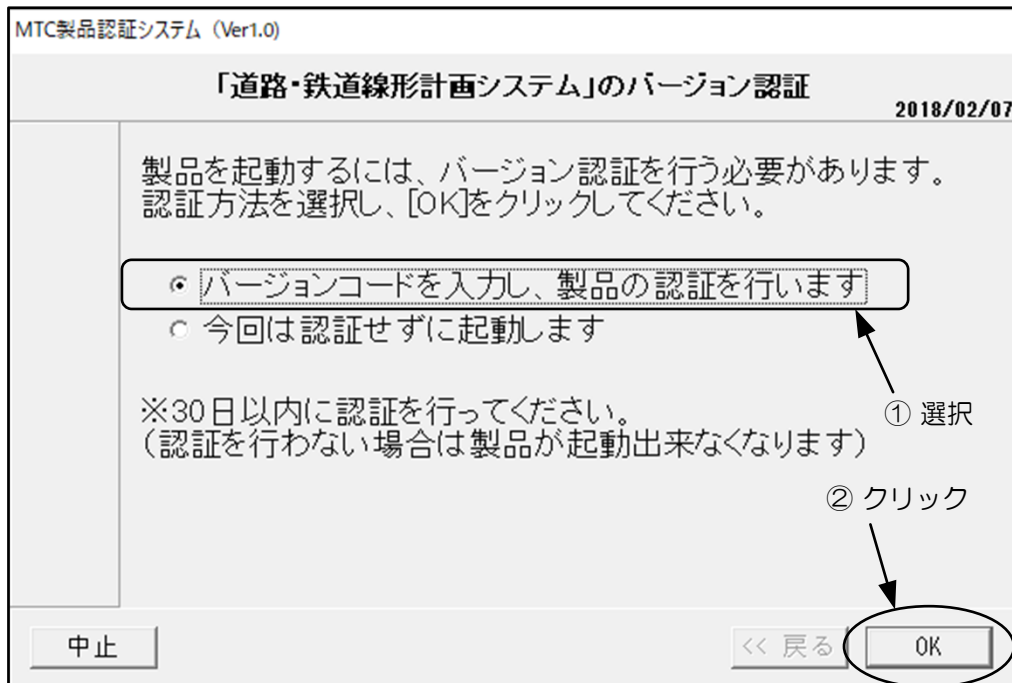 MTC製品認証システム（Ver1.0)
「道路・鉄道線形計画システム」のバージョン認証
2018/02/07
製品を起動するには、バージョン認証を行う必要があります。
認証方法を選択し、[OK]をクリックしてください。
バージョンコードを入力し、製品の認証を行います
今回は認証せずに起動します
① 選択
※30日以内に認証を行ってください。
（認証を行わない場合は製品が起動出来なくなります）
② クリック
中止
<< 戻る
OK